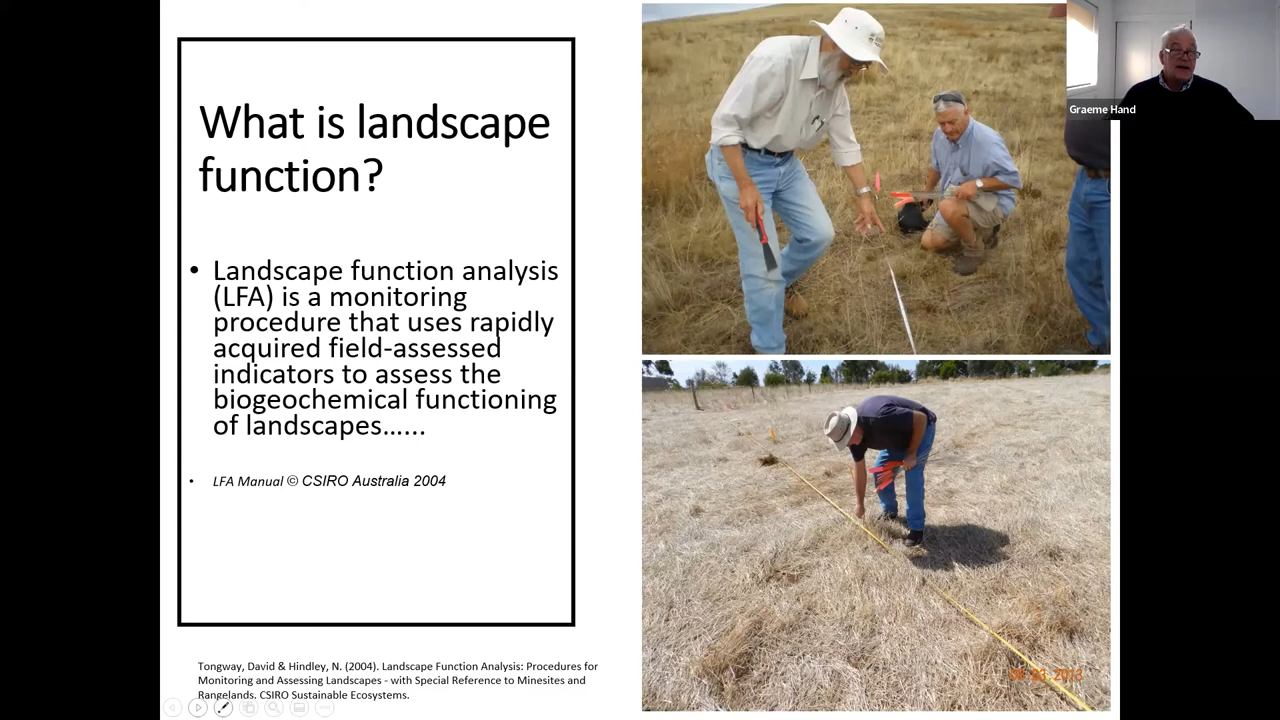 What is landscape
function?
• Landscape function analysis
(LFA) is a monitoring
procedure that uses rapidly
acquired field-assessed
indicators to assess the
biogeochemical functioning
of landscapes…...
• LFA Manual © CSIRO Australia 2004
Tongway, David & Hindley, N. (2004). Landscape Function Analysis: Procedures for
Monitoring and Assessing Landscapes - with Special Reference to Minesites and
Rangelands. CSIRO Sustainable Ecosystems.
Graeme Hand